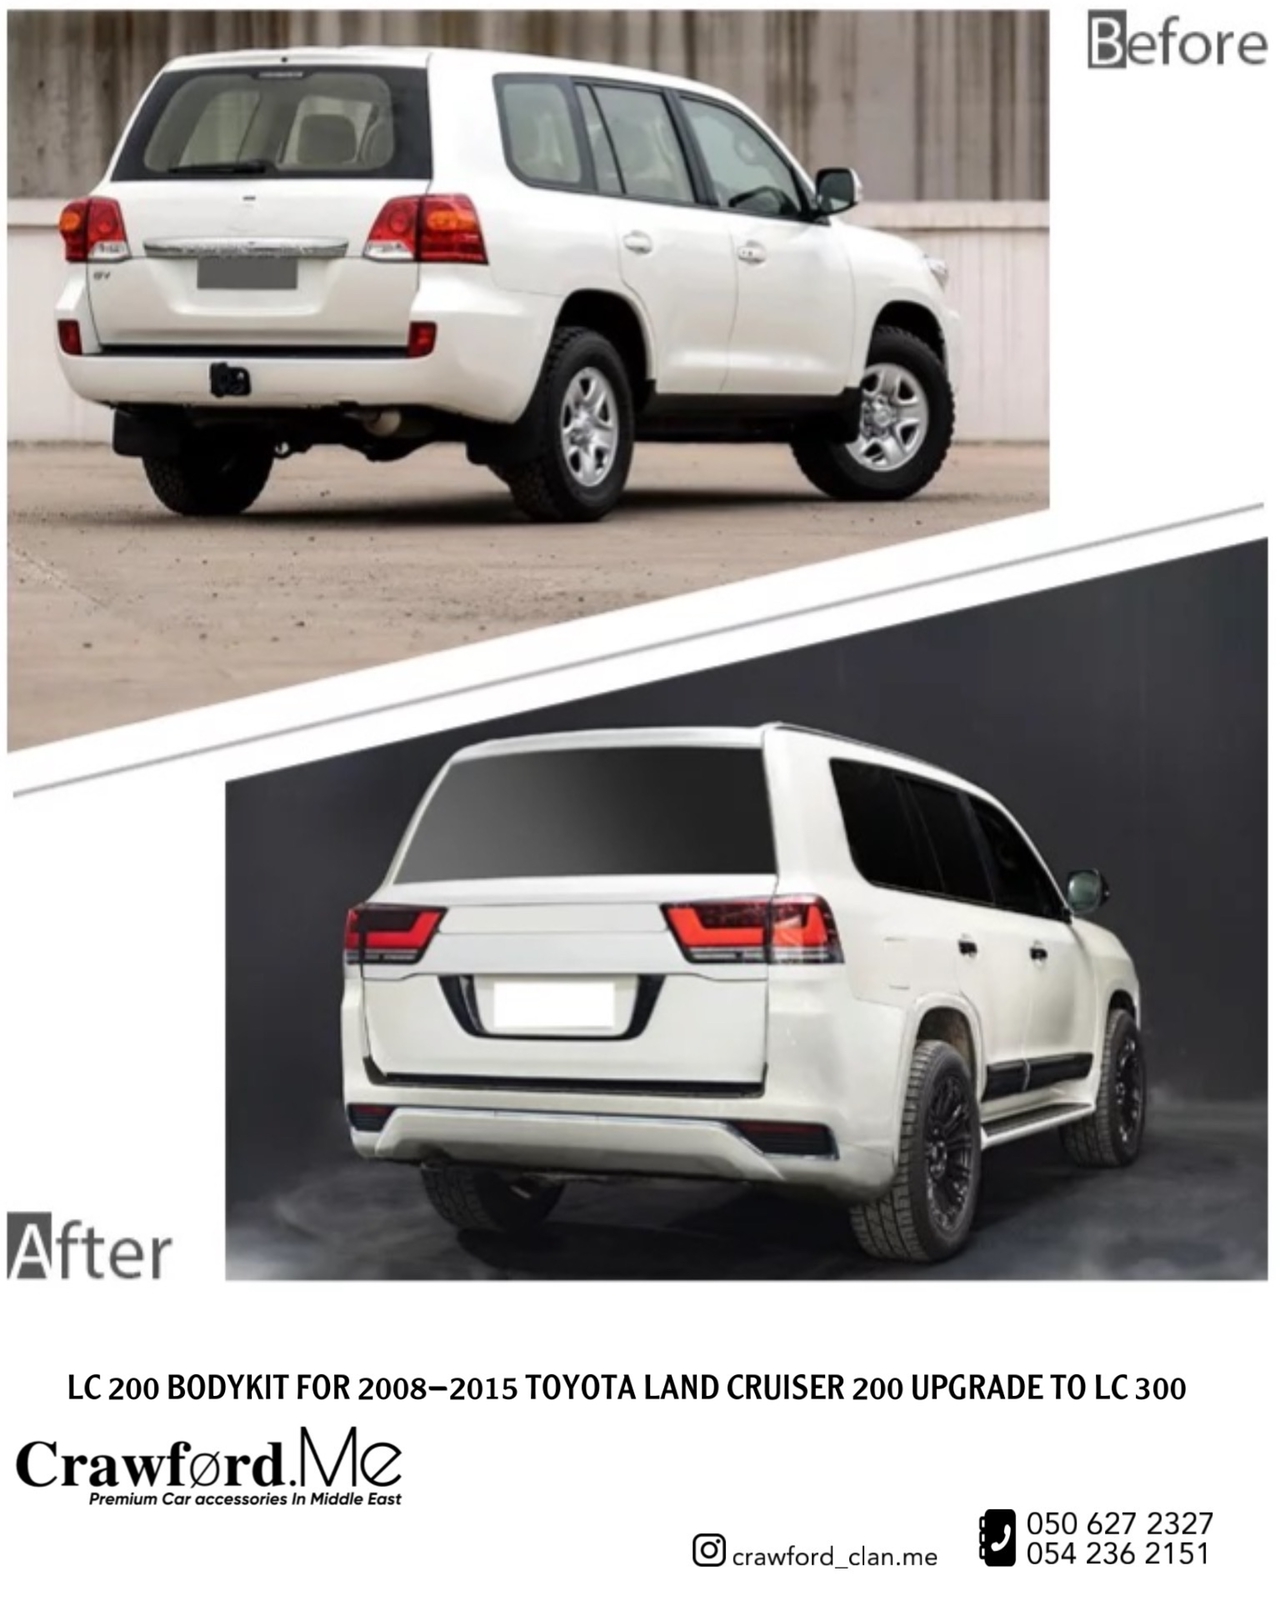 Before
After
LC 200 BODYKIT FOR 2008–2015 TOYOTA LAND CRUISER 200 UPGRADE TO LC 300
Crawførd.Me
Premium Car accessories In Middle East
crawford_clan.me
050 627 2327
054 236 2151